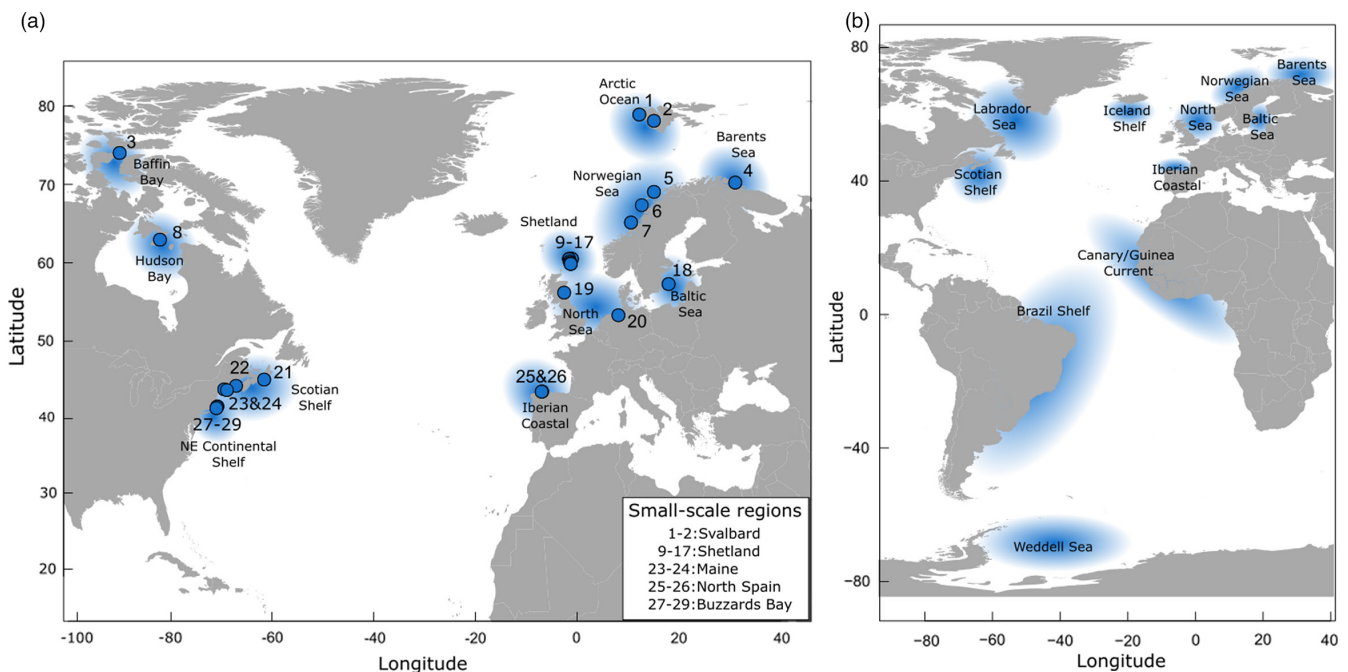 (a)
Arctic
Ocean
1
2
Barents
Sea
3
Baffin
Bay
4
Norwegian
Sea
5
6
7
Shetland
8
Hudson
Bay
9-17
18
Baltic
Sea
19
North
Sea
20
22
21
Scotian
Shelf
23&24
27-29
NE Continental
Shelf
25&26
Iberian
Coastal
Small-scale regions
1-2:Svalbard
9-17:Shetland
23-24:Maine
25-26:North Spain
27-29:Buzzards Bay
80
70
60
50
40
30
20
Latitude
-100
-80
-60
-40
-20
0
20
40
Longitude
(b)
Barents
Sea
Norwegian
Sea
Labrador
Sea
Iceland
Shelf
North
Sea
Baltic
Sea
Scotian
Shelf
Iberian
Coastal
Canary/Guinea
Current
Brazil Shelf
Weddell Sea
80
40
0
−40
−80
Latitude
−80
−60
−40
−20
0
20
40
Longitude